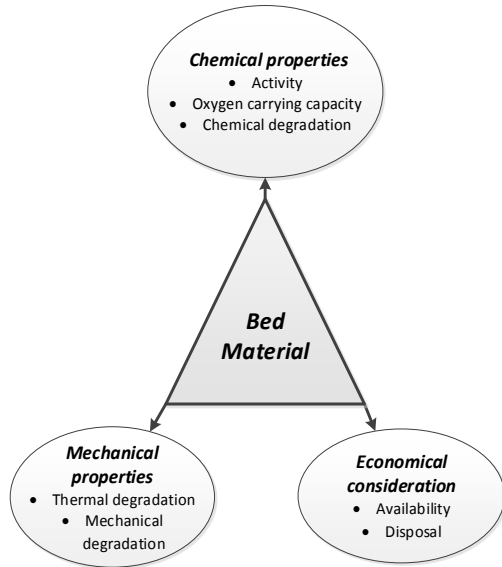 Chemical properties
• Activity
• Oxygen carrying capacity
• Chemical degradation
Bed
Material
Mechanical
properties
• Thermal degradation
• Mechanical
degradation
Economical
consideration
• Availability
• Disposal